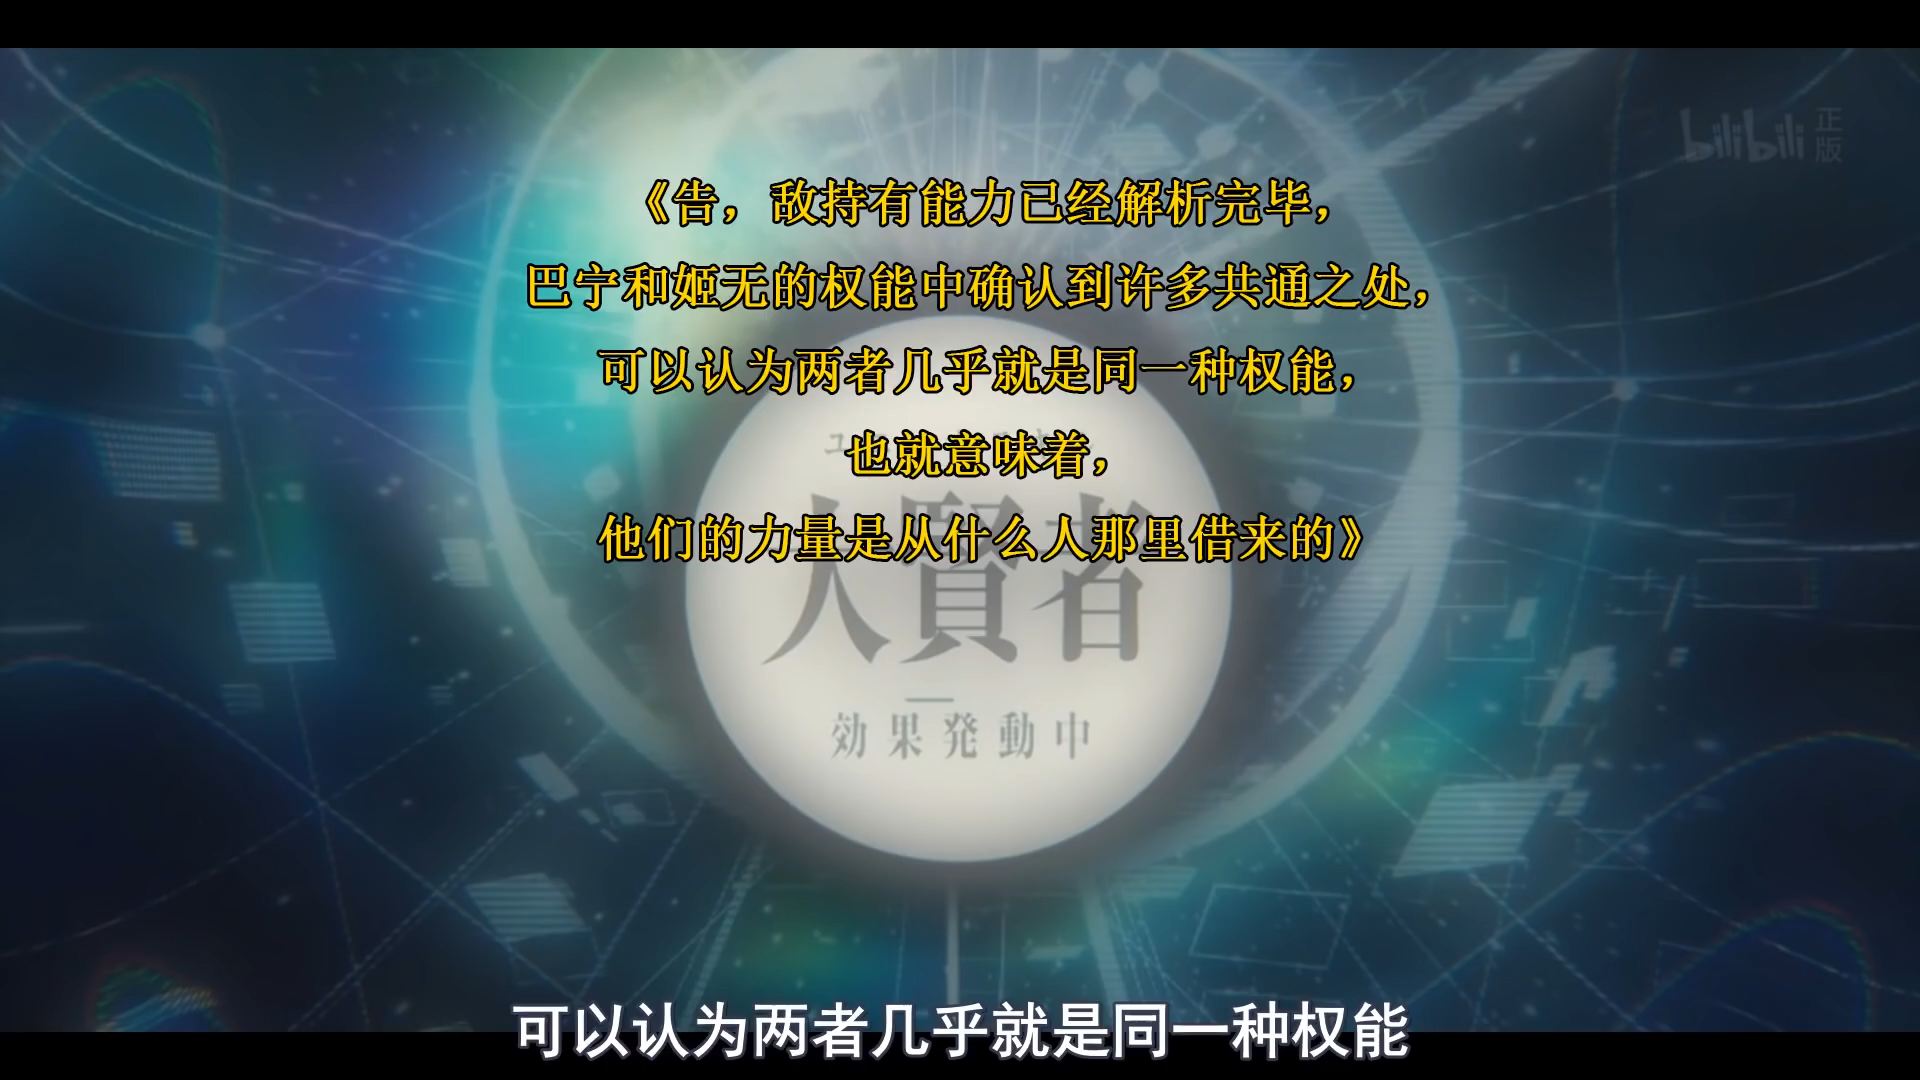 bilibili 正版
《告，敌持有能力已经解析完毕，
巴宁和姬无的权能中确认到许多共通之处，
可以认为两者几乎就是同一种权能，
也就意味着，
他们的力量是从什么人那里借来的》
大賢者
効果発動中
可以认为两者几乎就是同一种权能